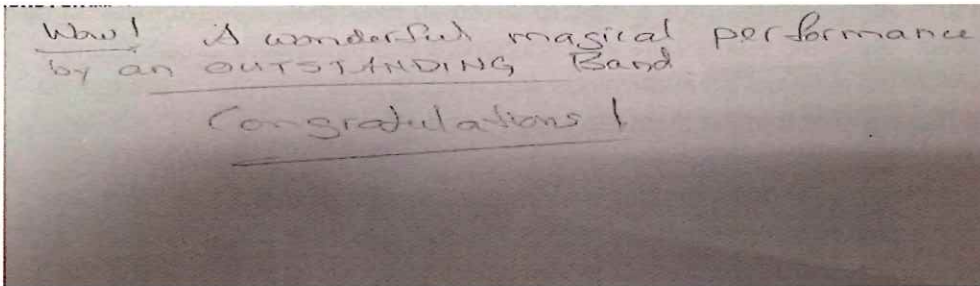 Wow! A wonderful magical performance
by an OUTSTANDING Band
Congratulations!